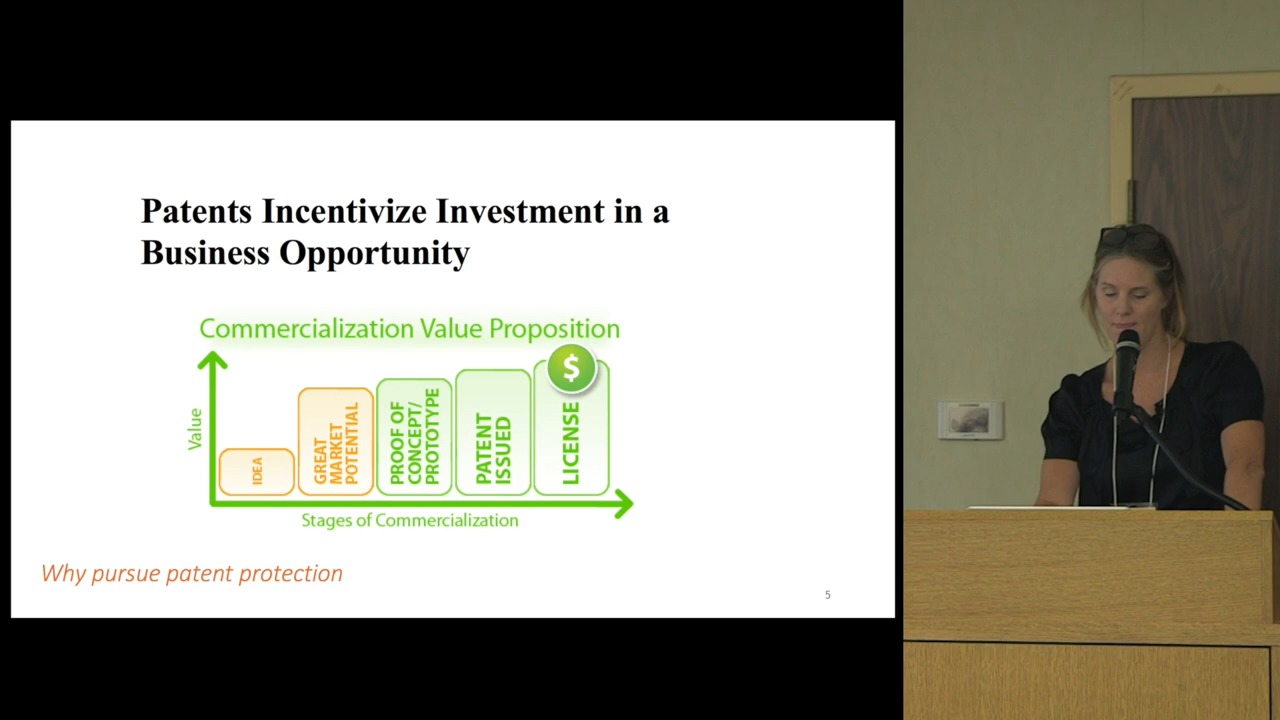 Patents Incentivize Investment in a
Business Opportunity
Commercialization Value Proposition
Value
IDEA
GREAT
MARKET
POTENTIAL
PROOF OF
CONCEPT/
PROTOTYPE
PATENT
ISSUED
$
LICENSE
Stages of Commercialization
Why pursue patent protection
5